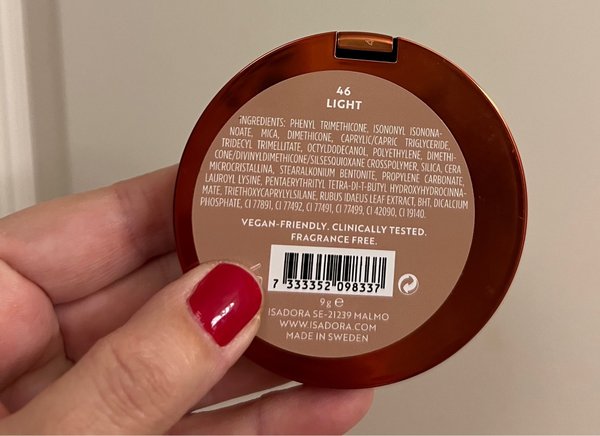 46
LIGHT
INGREDIENTS: PHENYL TRIMETHICONE, ISONONYL ISONONA-
NOATE, MICA, DIMETHICONE, CAPRYLIC/CAPRIC TRIGLYCERIDE,
TRIDECYL TRIMELLITATE, OCTYLDODECANOL, POLYETHYLENE, DIMETHI-
CONE/DIVINYLDIMETHICONE/SILSESQUIOXANE CROSSPOLYMER, SILICA, CERA
MICROCRISTALLINA, STEARALKONIUM BENTONITE, PROPYLENE CARBONATE,
LAUROYL LYSINE, PENTAERYTHRITYL TETRA-DI-T-BUTYL HYDROXYHYDROCINNA-
MATE, TRIETHOXYCAPRYLYLSILANE, RUBUS IDAEUS LEAF EXTRACT, BHT, DICALCIUM
PHOSPHATE, CI 77891, CI 77492, CI 77491, CI 77499, CI 42090, CI 19140.
VEGAN-FRIENDLY. CLINICALLY TESTED.
FRAGRANCE FREE.
7 333352 098337
9 g e
ISADORA SE-21239 MALMO
WWW.ISADORA.COM
MADE IN SWEDEN